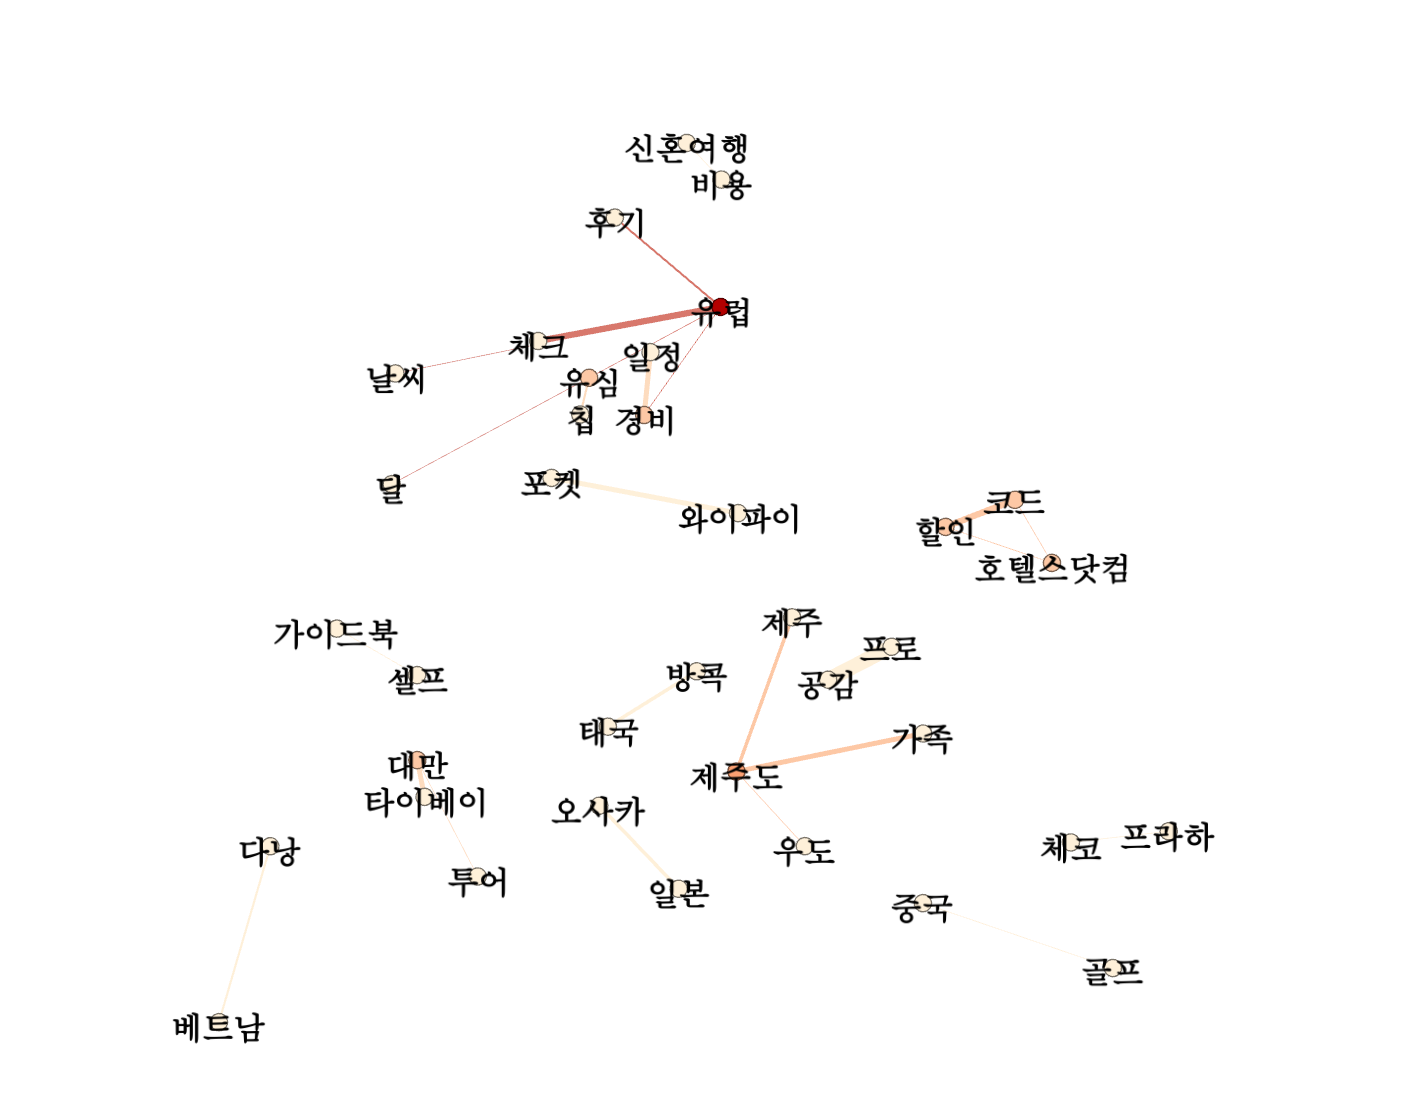 신혼여행
비용
후기
유럽
체크
일정
날씨
유심
칩
경비
달
포켓
와이파이
코드
할인
호텔스닷컴
가이드북
제주
프로
셀프
방콕
공감
태국
가족
대만
제주도
타이베이
오사카
다낭
투어
우도
체코
프라하
일본
중국
골프
베트남